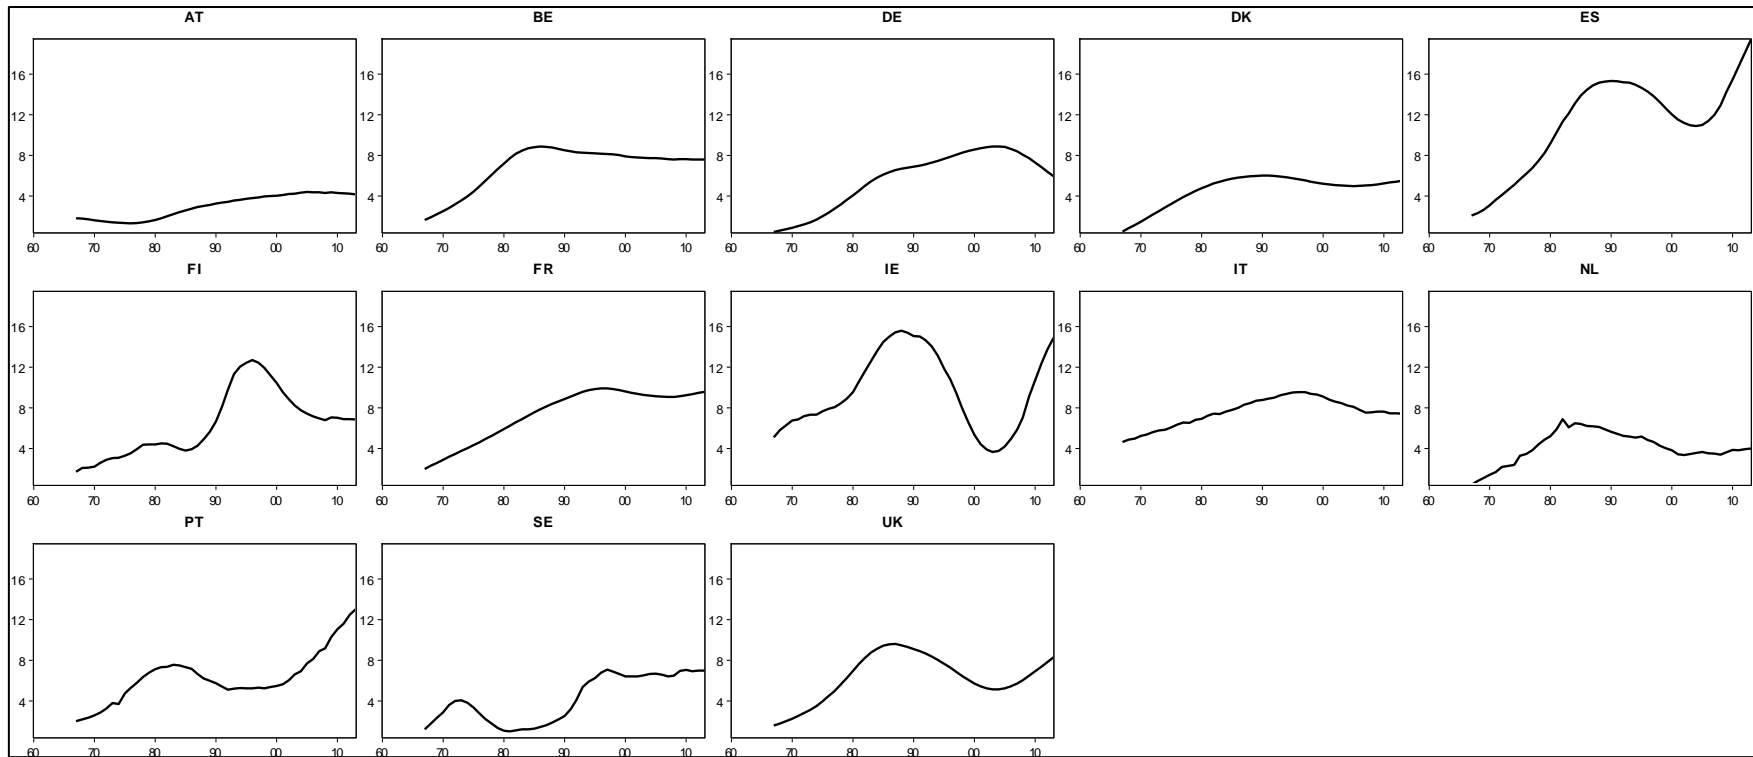 AT BE DE DK ES
16 16 16 16 16
12 12 12 12 12
8 8 8 8 8
4 4 4 4 4
60 70 80 90 00 10 60 70 80 90 00 10 60 70 80 90 00 10 60 70 80 90 00 10 60 70 80 90 00 10
FI FR IE IT NL
16 16 16 16 16
12 12 12 12 12
8 8 8 8 8
4 4 4 4 4
60 70 80 90 00 10 60 70 80 90 00 10 60 70 80 90 00 10 60 70 80 90 00 10 60 70 80 90 00 10
PT SE UK
16 16 16
12 12 12
8 8 8
4 4 4
60 70 80 90 00 10 60 70 80 90 00 10 60 70 80 90 00 10